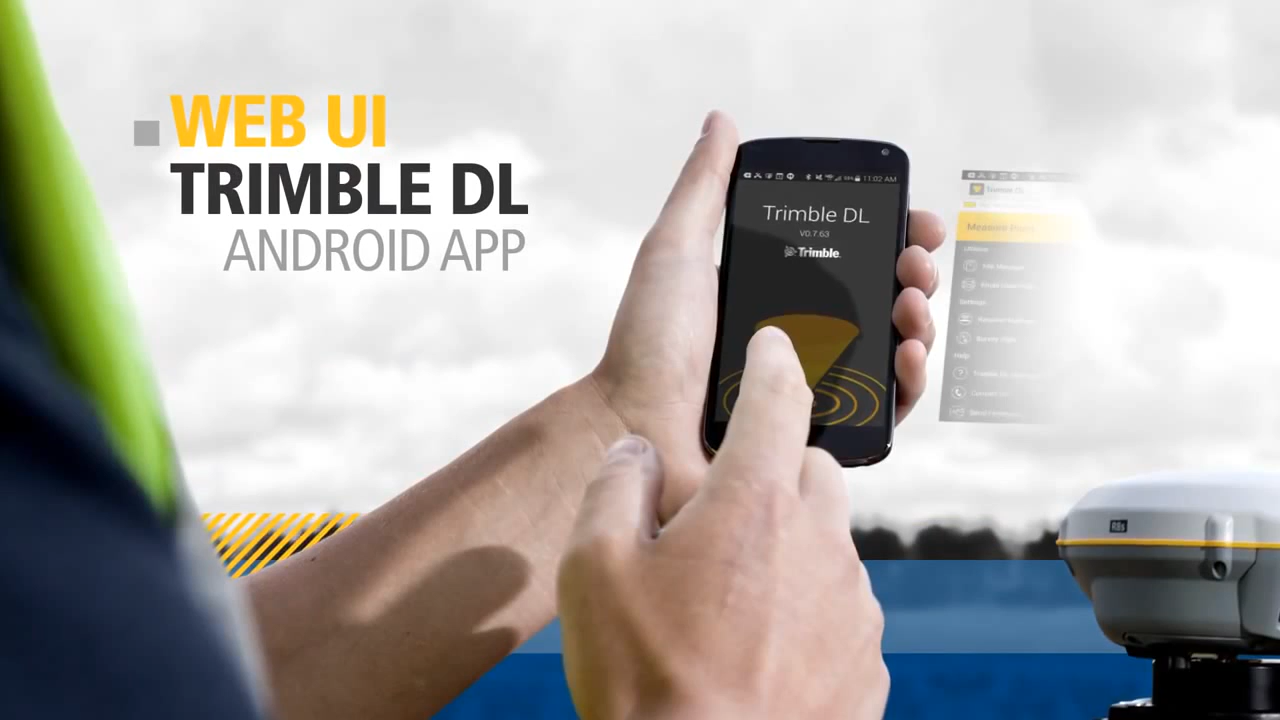 WEB UI
TRIMBLE DL
ANDROID APP
11:02 AM
Trimble DL
V0.7.63
Trimble.
Trimble DL
Measure Point
Utilities
Settings
Help
R8s